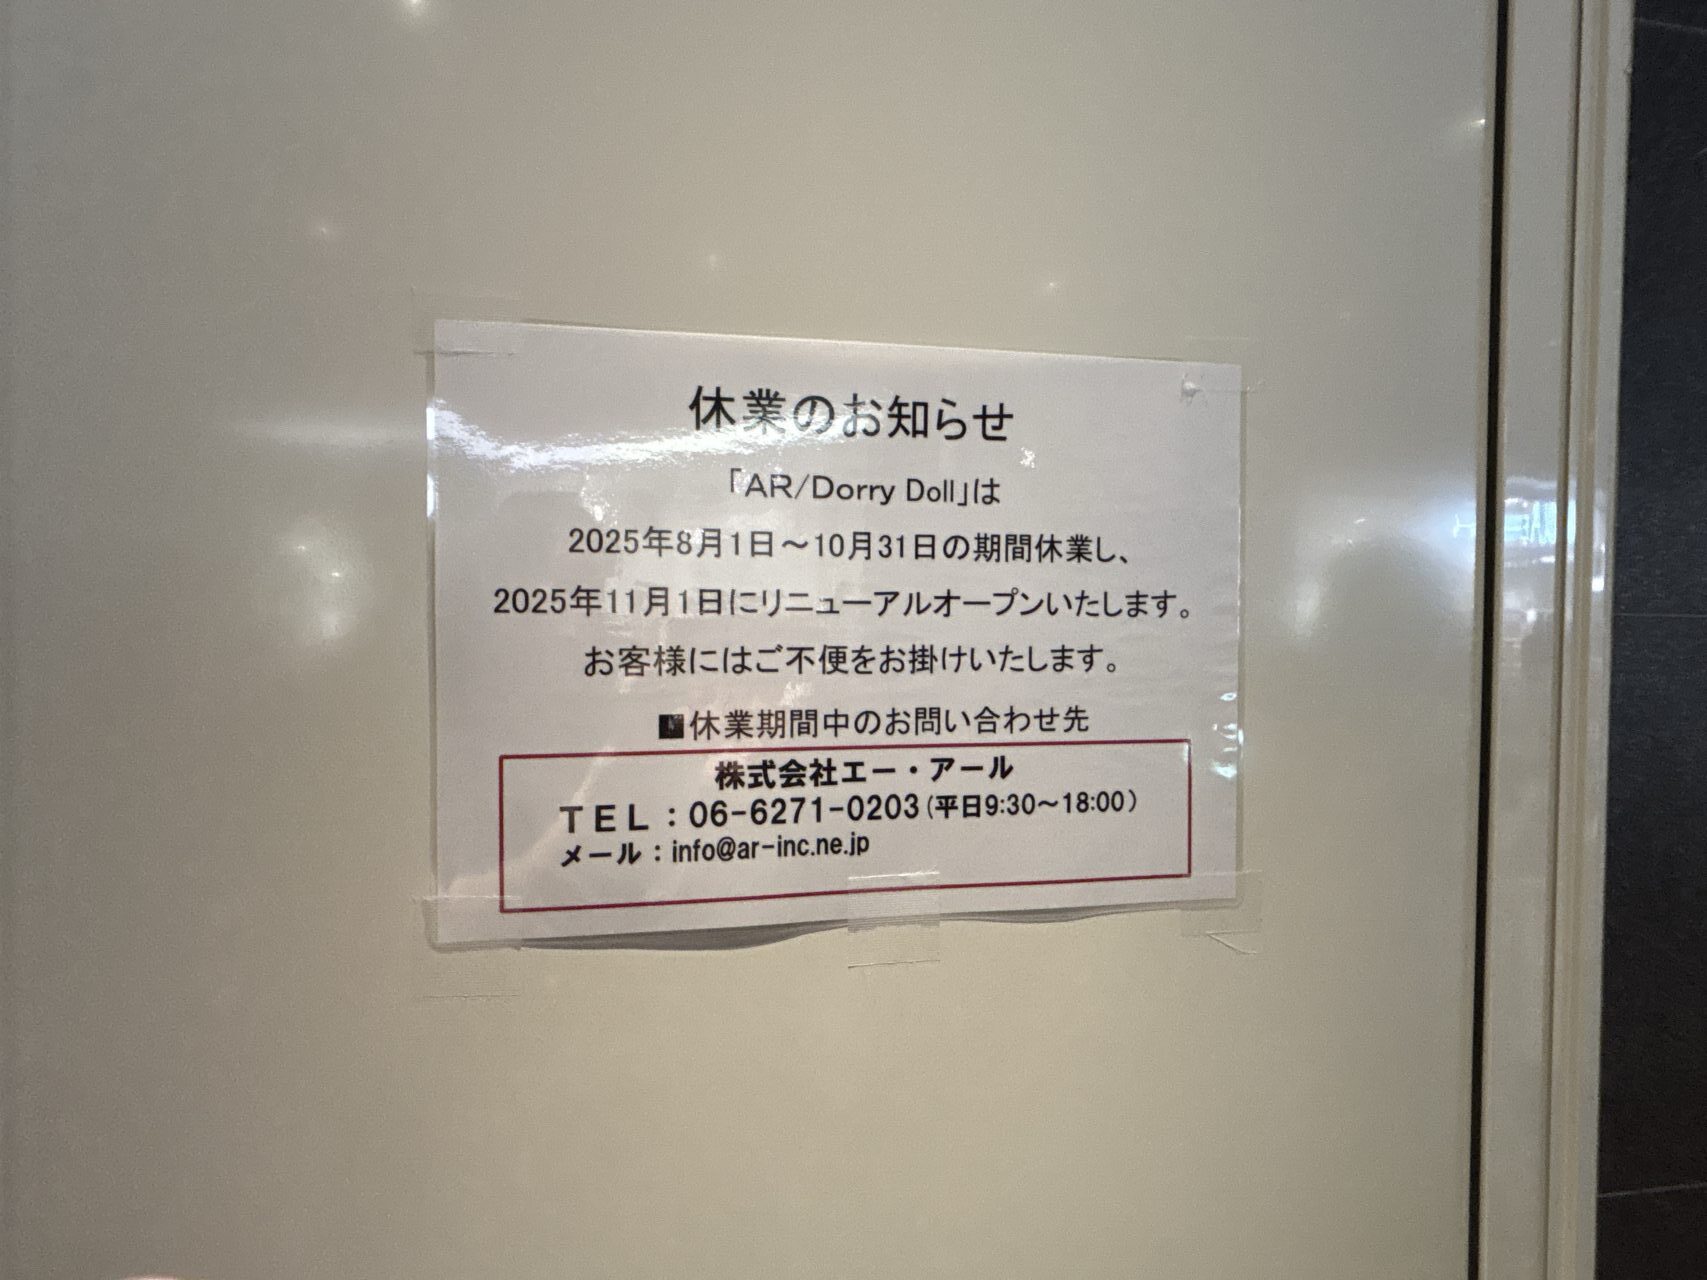 休業のお知らせ
「AR/Dorry Doll」は
2025年8月1日～10月31日の期間休業し、
2025年11月1日にリニューアルオープンいたします。
お客様にはご不便をお掛けいたします。
■休業期間中のお問い合わせ先
株式会社エー・アール
ＴＥＬ：06-6271-0203（平日9:30～18:00）
メール：info@ar-inc.ne.jp